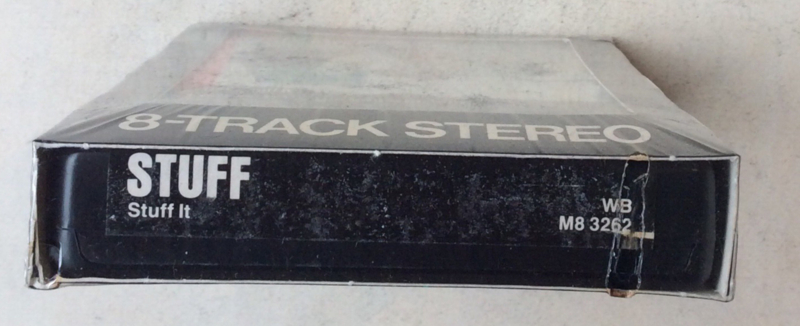 8-TRACK STEREO
STUFF
Stuff It
WB
M8 3262